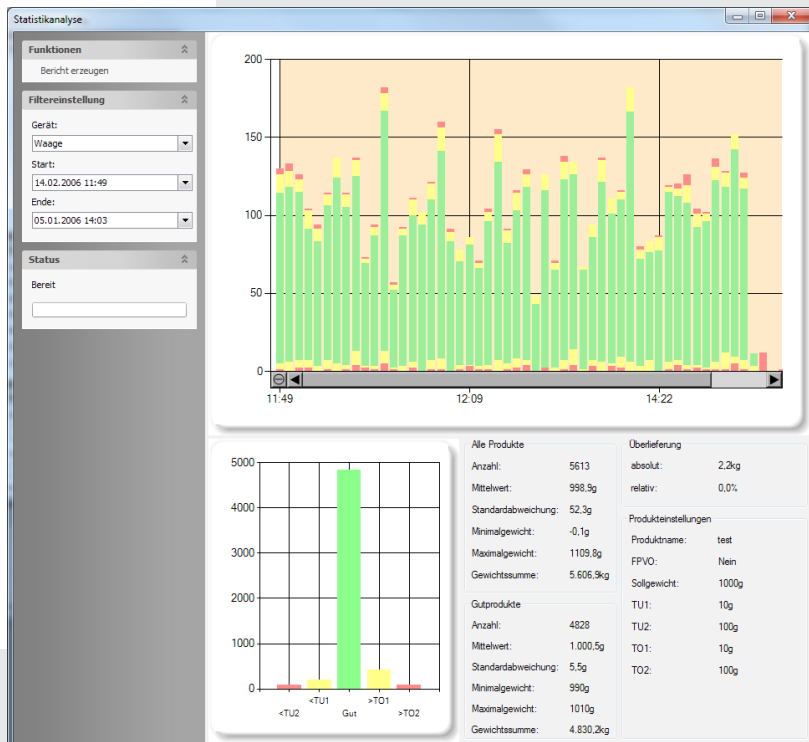 Statistikanalyse
Funktionen
Bericht erzeugen
Filtereinstellung
Gerät:
Waage
Start:
14.02.2006 11:49
Ende:
05.01.2006 14:03
Status
Bereit
200
150
100
50
0
11:49 12:09 14:22
5000
4000
3000
2000
1000
0
<TU1 >TO1
<TU2 Gut >TO2
Alle Produkte
Anzahl: 5613
Mittelwert: 998,9g
Standardabweichung: 52,3g
Minimalgewicht: -0,1g
Maximalgewicht: 1109,8g
Gewichtssumme: 5.606,9kg
Gutprodukte
Anzahl: 4828
Mittelwert: 1.000,5g
Standardabweichung: 5,5g
Minimalgewicht: 990g
Maximalgewicht: 1010g
Gewichtssumme: 4.830,2kg
Überlieferung
absolut: 2,2kg
relativ: 0,0%
Produkteinstellungen
Produktname: test
FPVO: Nein
Sollgewicht: 1000g
TU1: 10g
TU2: 100g
TO1: 10g
TO2: 100g